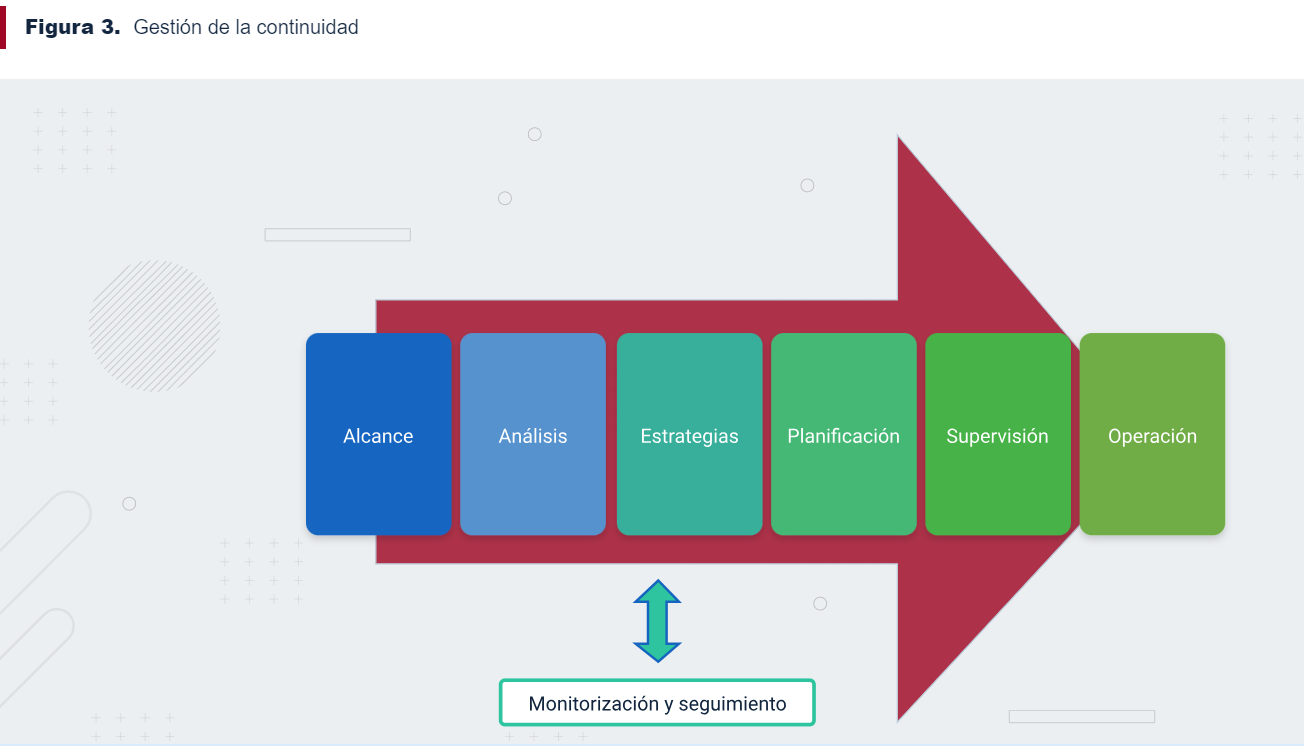 Figura 3. Gestión de la continuidad
Alcance
Análisis
Estrategias
Planificación
Supervisión
Operación
Monitorización y seguimiento